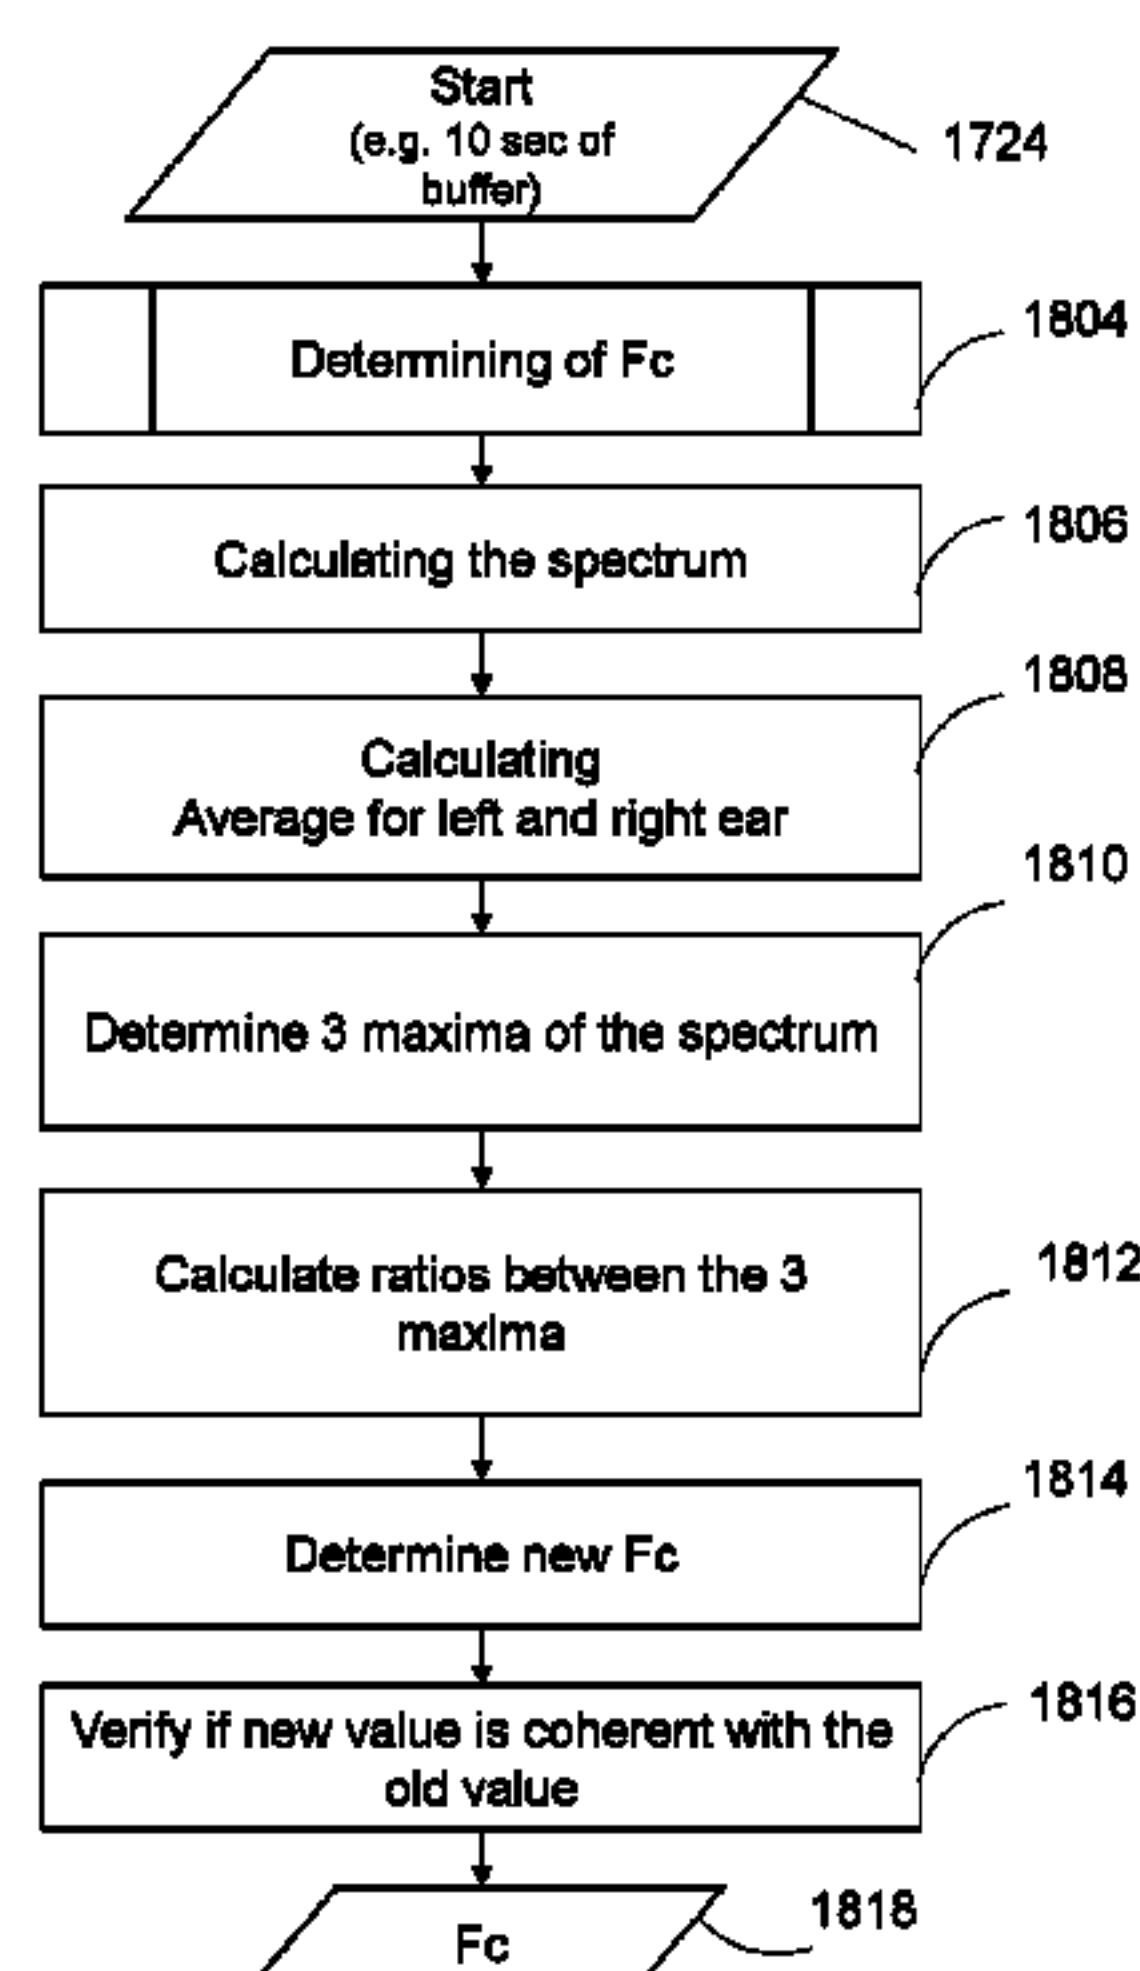 Start
(e.g. 10 sec of
buffer)
1724
Determining of Fc
1804
Calculating the spectrum
1806
Calculating
Average for left and right ear
1808
Determine 3 maxima of the spectrum
1810
Calculate ratios between the 3
maxima
1812
Determine new Fc
1814
Verify if new value is coherent with the
old value
1816
Fc
1818